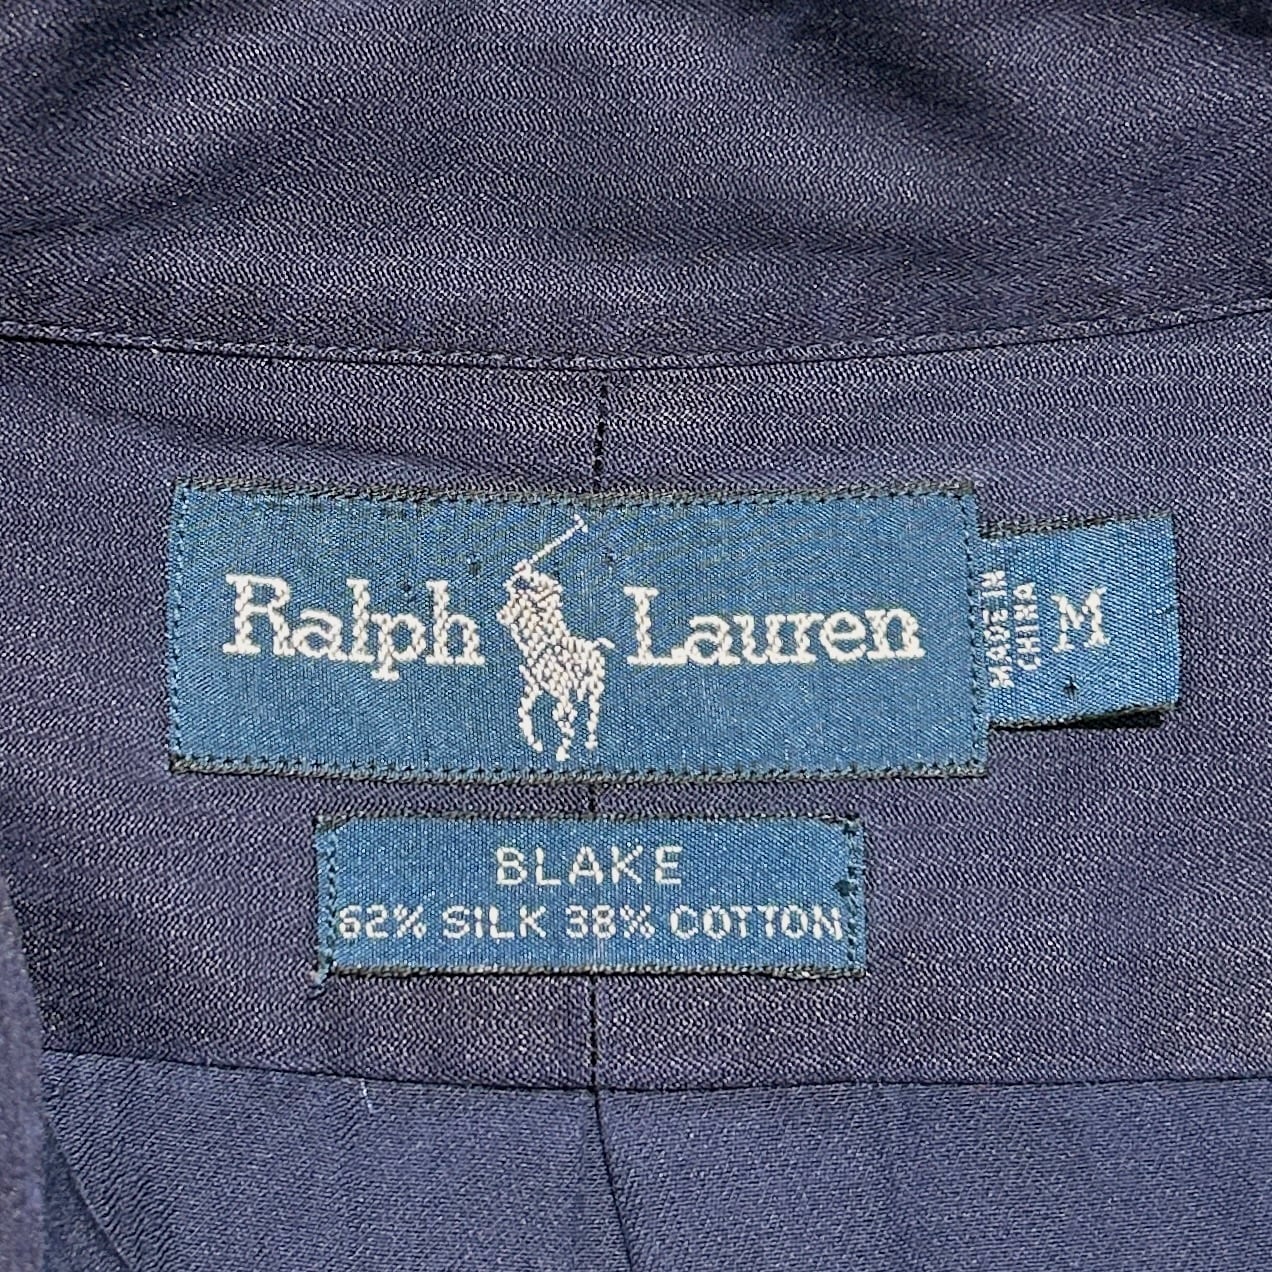 Ralph Lauren
MADE IN
CHINA
M
BLAKE
62% SILK 38% COTTON